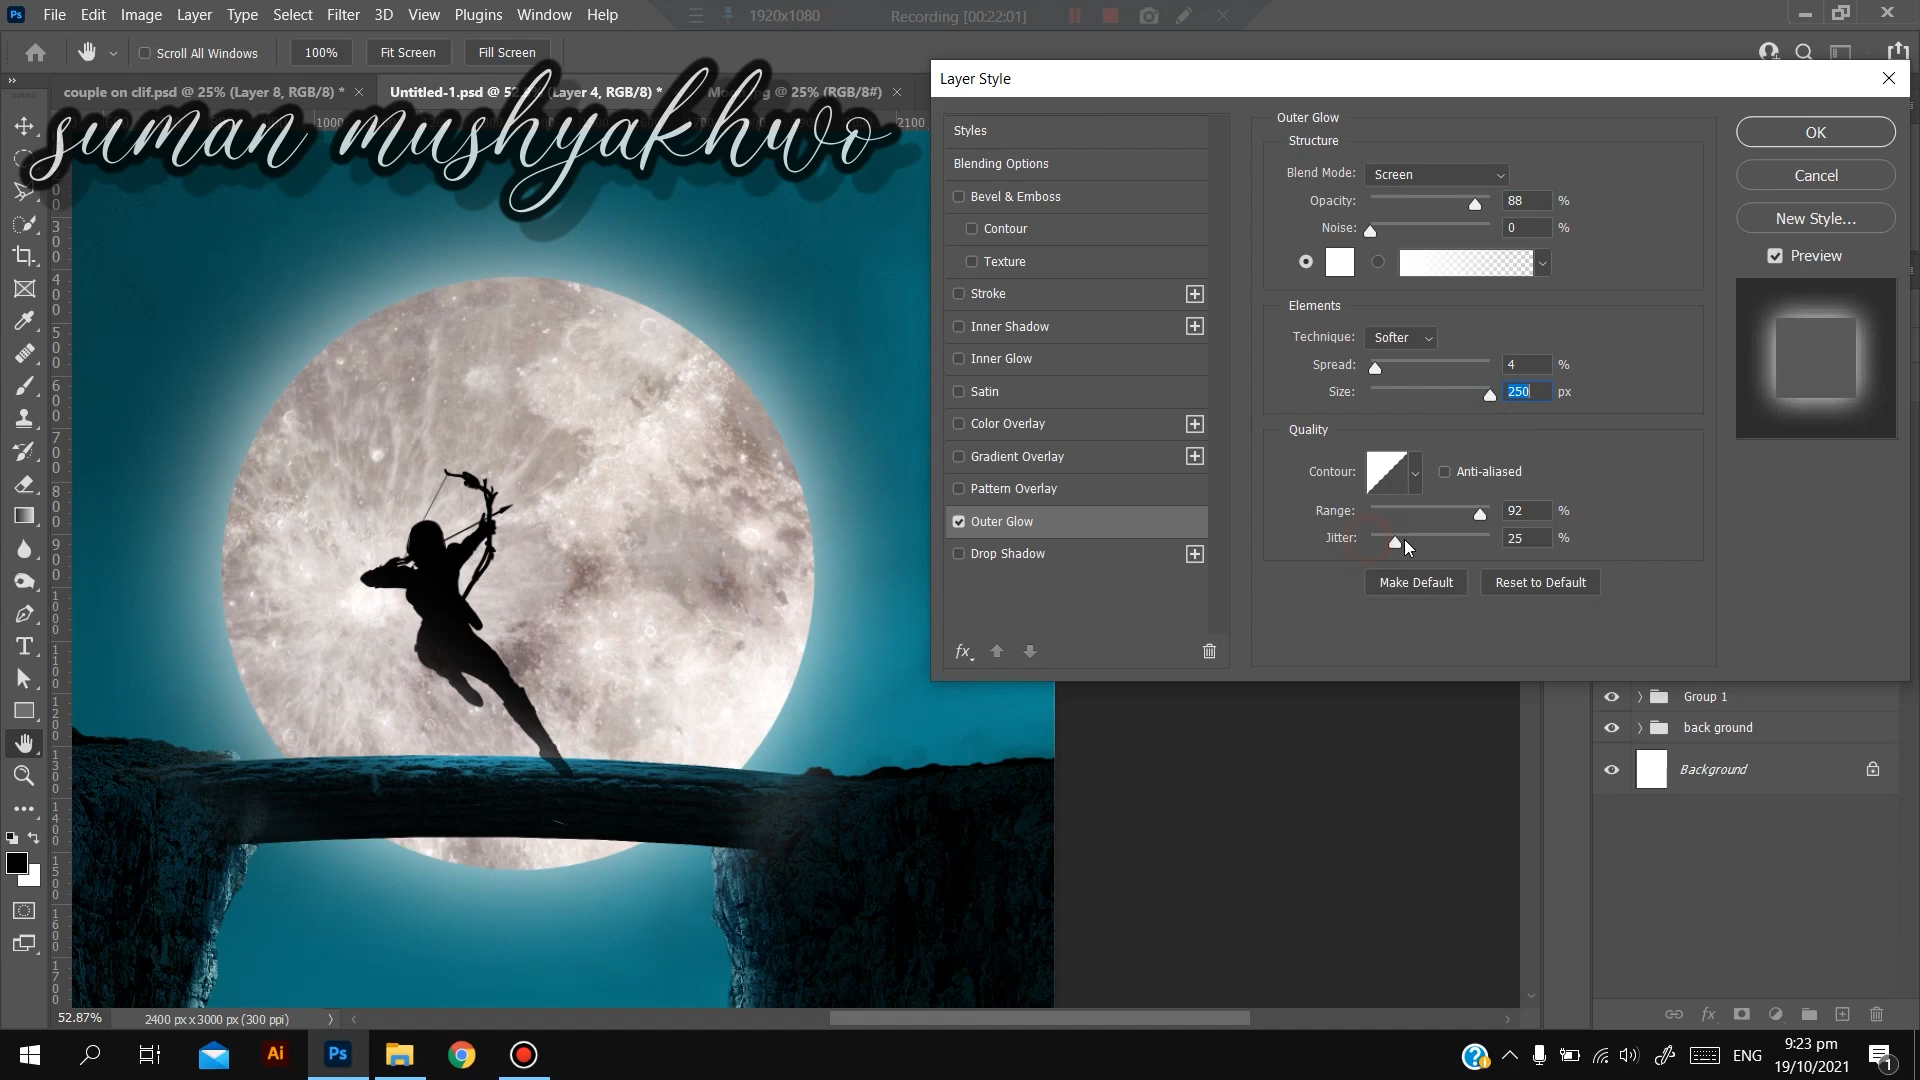 Ps File Edit Image Layer Type Select Filter 3D View Plugins Window Help 1920x1080 Recording [00:22:01]
Scroll All Windows 100% Fit Screen Fill Screen
couple on clif.psd @ 25% (Layer 8, RGB/8) * Untitled-1.psd @ (Layer 4, RGB/8) * @ 25% (RGB/8#)
suman mushyakhwo
Layer Style
Styles
Blending Options
Bevel & Emboss
Contour
Texture
Stroke
Inner Shadow
Inner Glow
Satin
Color Overlay
Gradient Overlay
Pattern Overlay
Outer Glow
Drop Shadow
fx
Outer Glow
Structure
Blend Mode: Screen
Opacity: 88 %
Noise: 0 %
Elements
Technique: Softer
Spread: 4 %
Size: 250 px
Quality
Contour: Anti-aliased
Range: 92 %
Jitter: 25 %
Make Default Reset to Default
OK
Cancel
New Style...
Preview
Group 1
back ground
Background
fx
52.87% 2400 px x 3000 px (300 ppi)
Ai Ps ENG 9:23 pm
19/10/2021
1